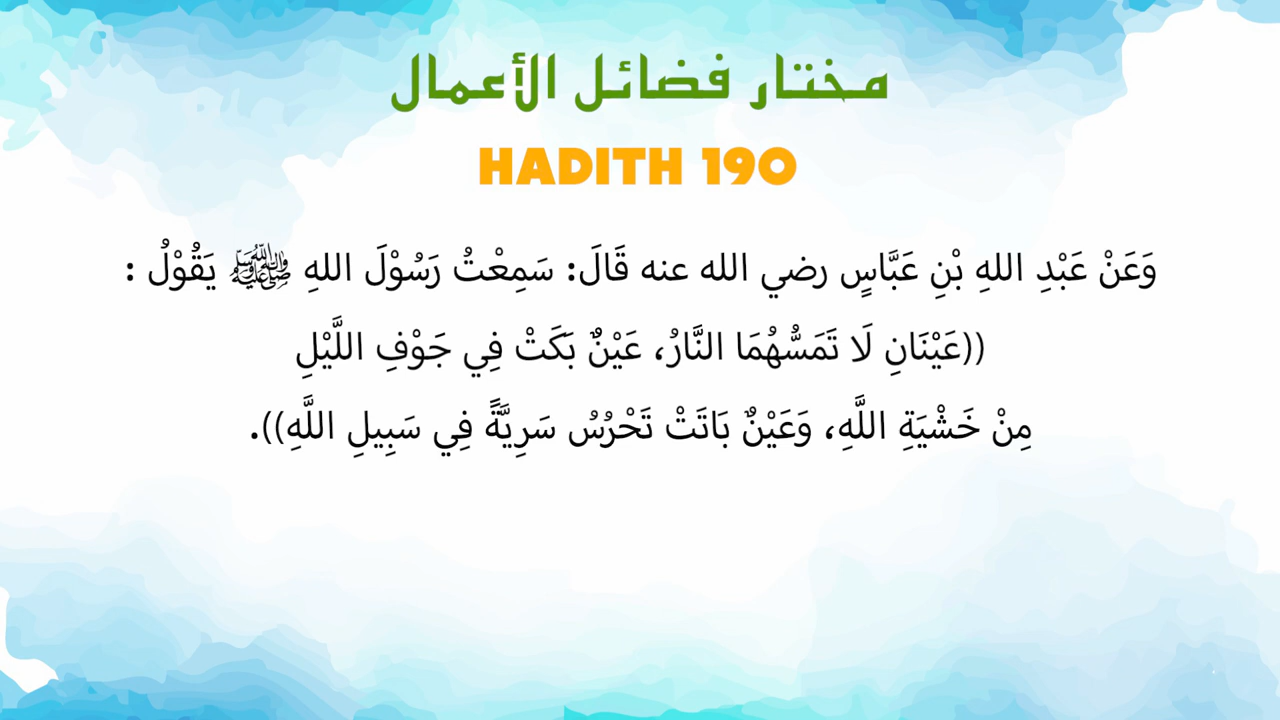 مختار فضائل الأعمال
HADITH 190
وَعَنْ عَبْدِ اللهِ بْنِ عَبَّاسٍ رضي الله عنه قَالَ: سَمِعْتُ رَسُوْلَ اللهِ ﷺ يَقُوْلُ :
((عَيْنَانِ لَا تَمَسُّهُمَا النَّارُ، عَيْنٌ بَكَتْ فِي جَوْفِ اللَّيْلِ
مِنْ خَشْيَةِ اللَّهِ، وَعَيْنٌ بَاتَتْ تَحْرُسُ سَرِيَّةً فِي سَبِيلِ اللَّهِ)).